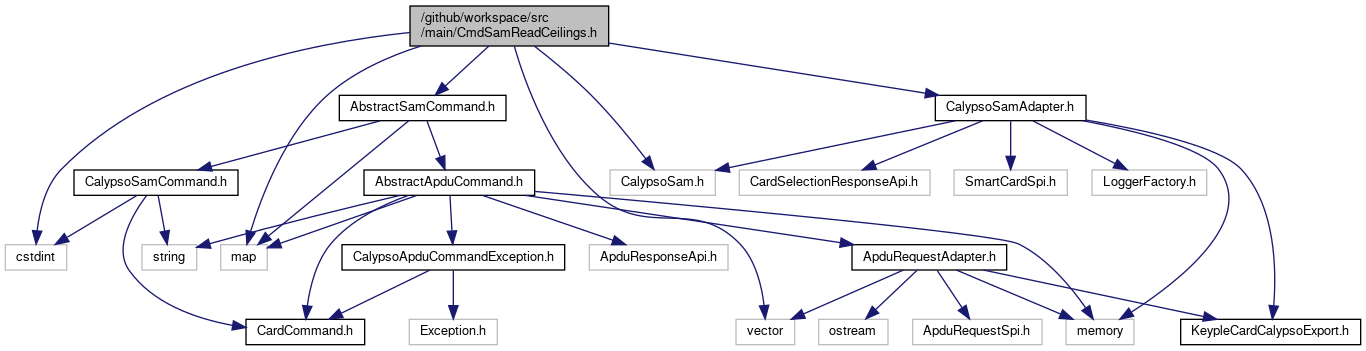 /github/workspace/src
/main/CmdSamReadCeilings.h
AbstractSamCommand.h
CalypsoSamAdapter.h
CalypsoSamCommand.h
AbstractApduCommand.h
CalypsoSam.h
CardSelectionResponseApi.h
SmartCardSpi.h
LoggerFactory.h
cstdint
string
map
CalypsoApduCommandException.h
ApduResponseApi.h
ApduRequestAdapter.h
CardCommand.h
Exception.h
vector
ostream
ApduRequestSpi.h
memory
KeypleCardCalypsoExport.h